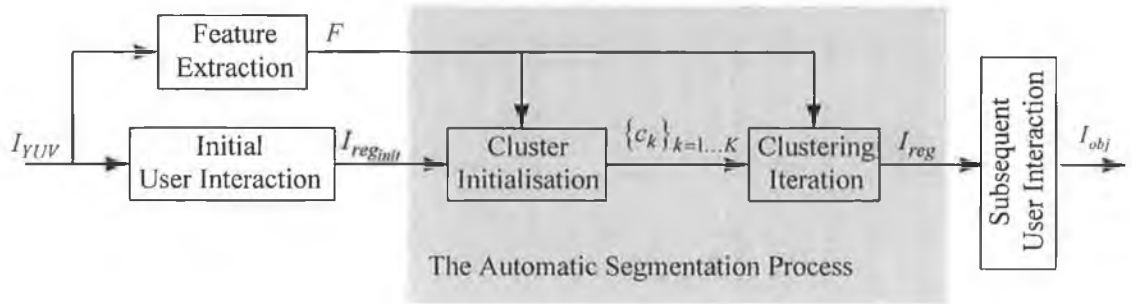 Feature
Extraction
F
I_YUV
Initial
User Interaction
I_reg_init
Cluster
Initialisation
{c_k}_{k=1...K}
Clustering
Iteration
I_reg
Subsequent
User Interaction
I_obj
The Automatic Segmentation Process